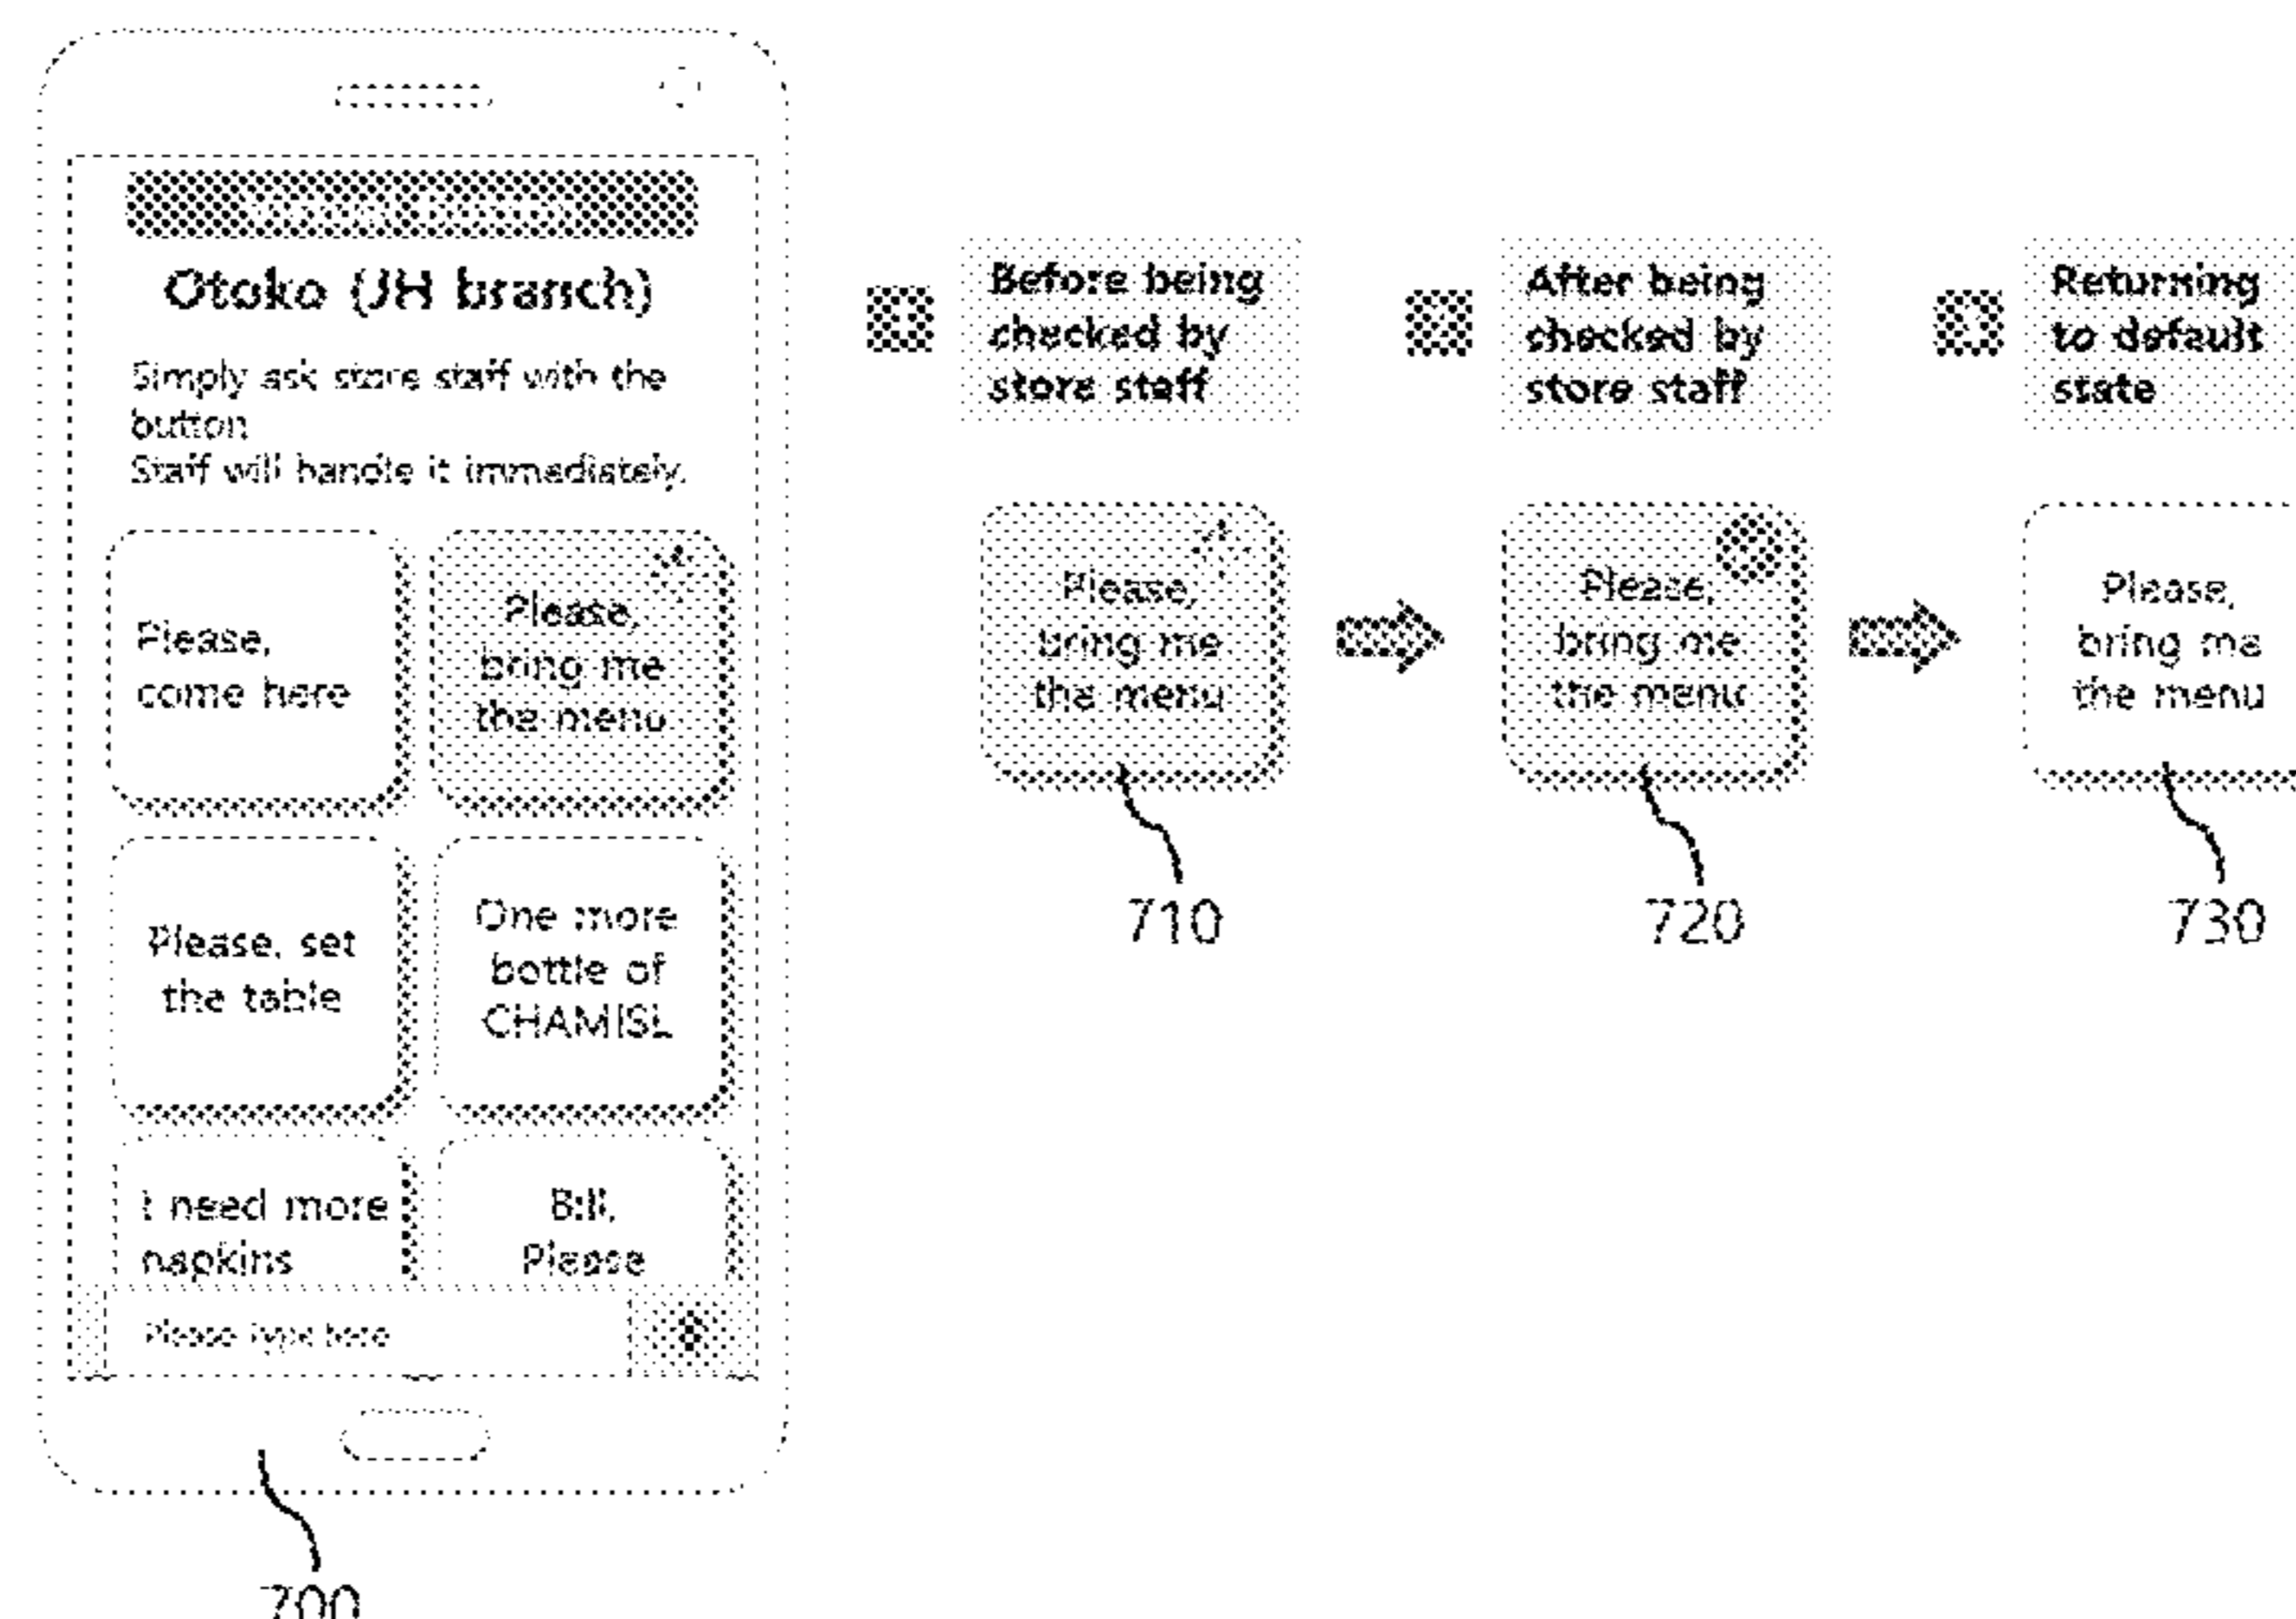 Otoko (JH branch)
Simply ask store staff with the
button
Staff will handle it immediately.
Please,
come here
Please,
bring me
the menu
Please, set
the table
One more
bottle of
CHAMISL
I need more
napkins
Bill,
Please
Please type here
700
Before being
checked by
store staff
Please,
bring me
the menu
710
After being
checked by
store staff
Please,
bring me
the menu
720
Returning
to default
state
Please,
bring me
the menu
730